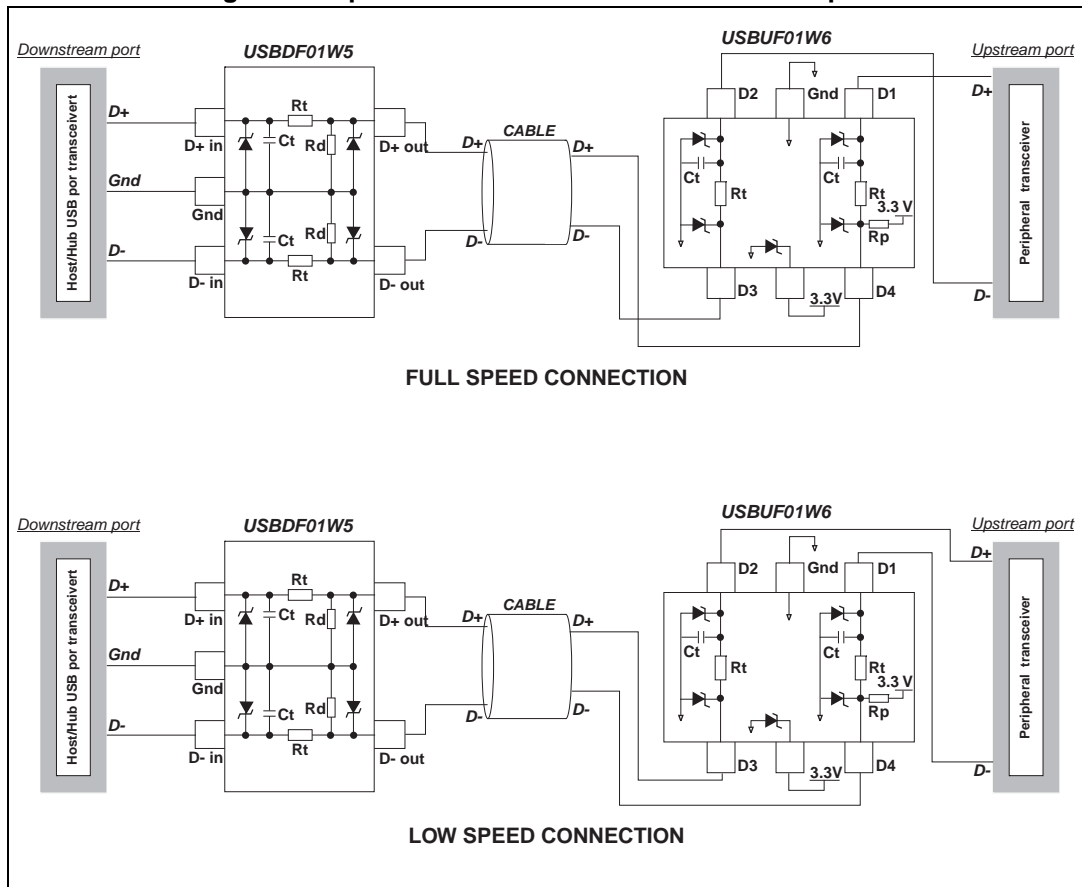 Downstream port
USBDF01W5
USBUF01W6
Upstream port
Host/Hub USB por transceivert
D+
Gnd
D-
D+ in
Gnd
D- in
Rt
Ct
Rd
Ct
Rd
Rt
D+ out
D- out
D+
D-
CABLE
D+
D-
D2
Gnd
D1
Ct
Rt
Ct
Rt
3.3 V
Rp
D3
3.3V
D4
D+
D-
Peripheral transceiver
FULL SPEED CONNECTION
Downstream port
USBDF01W5
USBUF01W6
Upstream port
Host/Hub USB por transceivert
D+
Gnd
D-
D+ in
Gnd
D- in
Rt
Ct
Rd
Ct
Rd
Rt
D+ out
D- out
D+
D-
CABLE
D+
D-
D2
Gnd
D1
Ct
Rt
Ct
Rt
3.3 V
Rp
D3
3.3V
D4
D+
D-
Peripheral transceiver
LOW SPEED CONNECTION